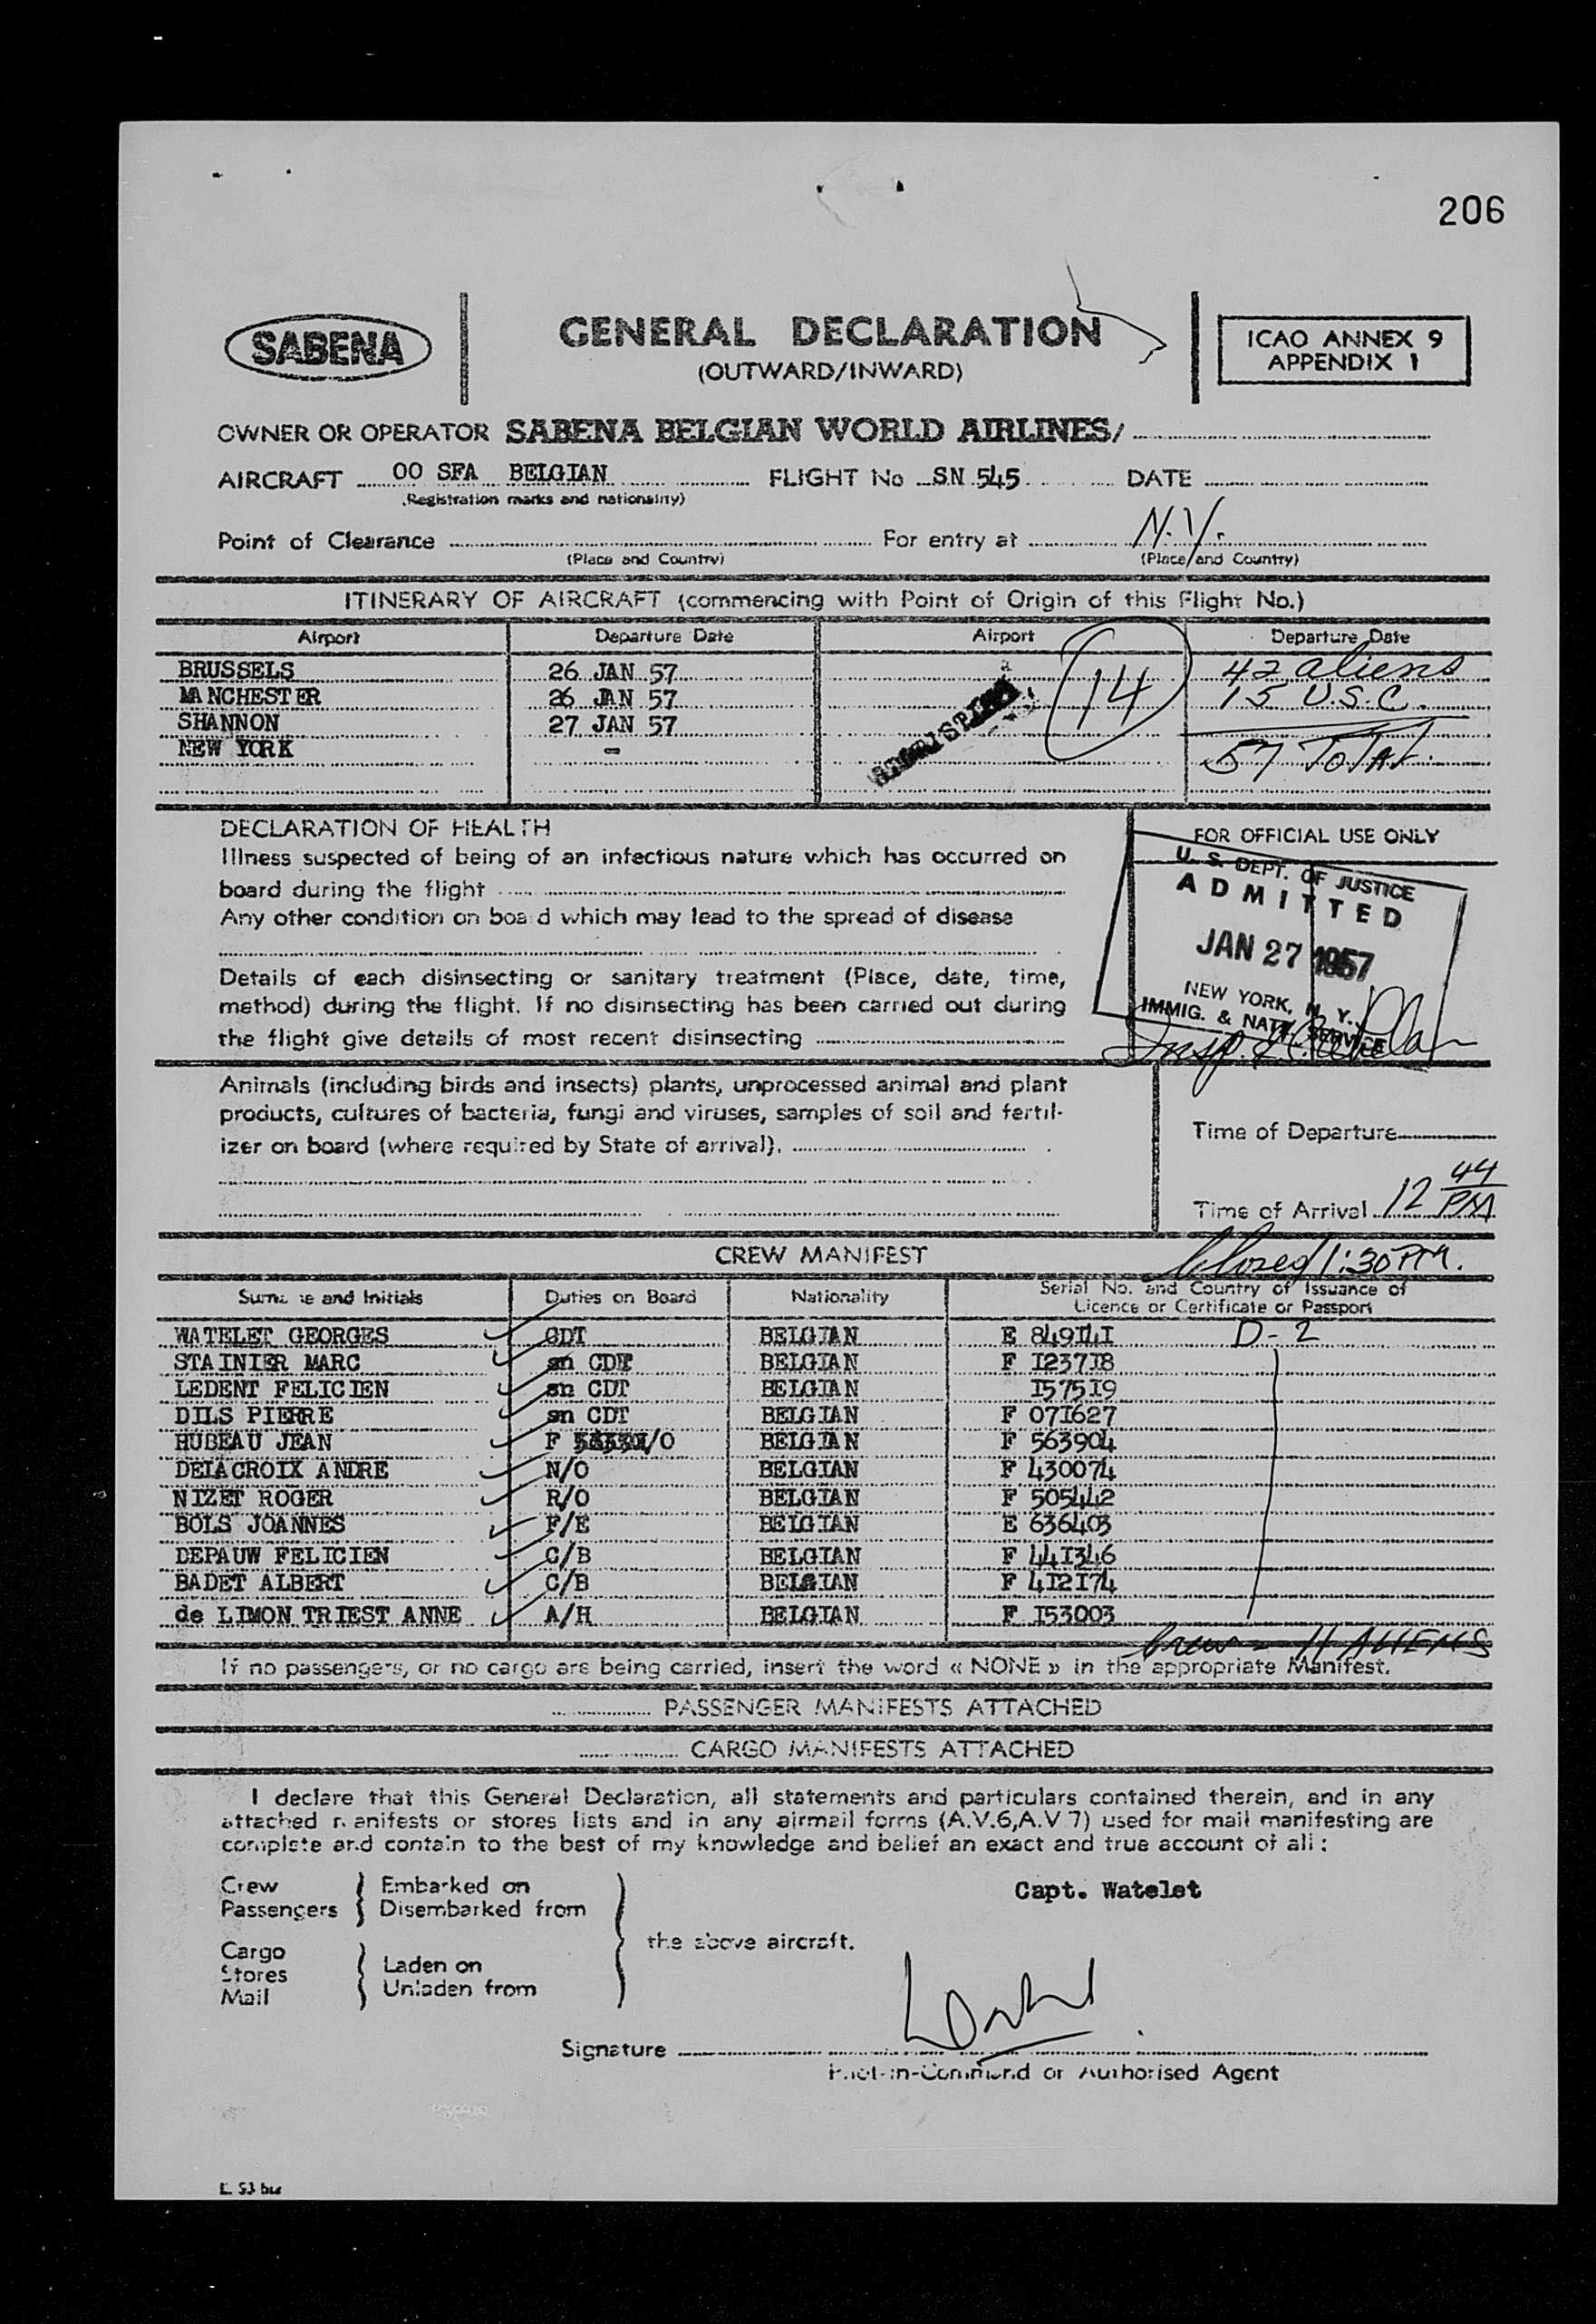 206
SABENA
GENERAL DECLARATION
(OUTWARD/INWARD)
ICAO ANNEX 9
APPENDIX 1
OWNER OR OPERATOR SABENA BELGIAN WORLD AIRLINES/
AIRCRAFT OO SFA BELGIAN FLIGHT No SN 545 DATE
(Registration marks and nationality)
Point of Clearance For entry at N.Y.
(Place and Country) (Place and Country)
ITINERARY OF AIRCRAFT (commencing with Point of Origin of this Flight No.)
Airport Departure Date Airport Departure Date
BRUSSELS 26 JAN 57 42 aliens
MANCHESTER 26 JAN 57 14 15 U.S.C.
SHANNON 27 JAN 57
NEW YORK - 57 Total
DECLARATION OF HEALTH
Illness suspected of being of an infectious nature which has occurred on
board during the flight
Any other condition on board which may lead to the spread of disease
Details of each disinsecting or sanitary treatment (Place, date, time,
method) during the flight. If no disinsecting has been carried out during
the flight give details of most recent disinsecting
FOR OFFICIAL USE ONLY
U. S. DEPT. OF JUSTICE
ADMITTED
JAN 27 1957
NEW YORK, N. Y.
IMMIG. & NATZ. SERVICE
Insp.
Animals (including birds and insects) plants, unprocessed animal and plant
products, cultures of bacteria, fungi and viruses, samples of soil and fertil-
izer on board (where required by State of arrival).
Time of Departure
Time of Arrival 12 44 PM
Closed 1:30 PM.
CREW MANIFEST
Surname and Initials Duties on Board Nationality Serial No. and Country of Issuance of
Licence or Certificate or Passport
WATELET GEORGES CDT BELGIAN E 849I4I D-2
STAINIER MARC sn CDT BELGIAN F I237I8
LEDENT FELICIEN sn CDT BELGIAN I575I9
DILS PIERRE sn CDT BELGIAN F 07I627
HUBEAU JEAN F /O BELGIAN F 563904
DELACROIX ANDRE N/O BELGIAN F 430074
NIZET ROGER R/O BELGIAN F 505442
BOLS JOANNES F/E BELGIAN E 636403
DEPAUW FELICIEN C/B BELGIAN F 44I346
BADET ALBERT C/B BELGIAN F 4I2I74
de LIMON TRIEST ANNE A/H BELGIAN F I53003
Crew = 11 ALIENS
If no passengers, or no cargo are being carried, insert the word « NONE » in the appropriate Manifest.
PASSENGER MANIFESTS ATTACHED
CARGO MANIFESTS ATTACHED
I declare that this General Declaration, all statements and particulars contained therein, and in any
attached manifests or stores lists and in any airmail forms (A.V.6,A.V 7) used for mail manifesting are
complete and contain to the best of my knowledge and belief an exact and true account of all :
Crew
Passengers
Embarked on
Disembarked from
Cargo
Stores
Mail
Laden on
Unladen from
the above aircraft.
Capt. Watelet
Signature
Pilot-in-Command or Authorised Agent
E. 53 bis